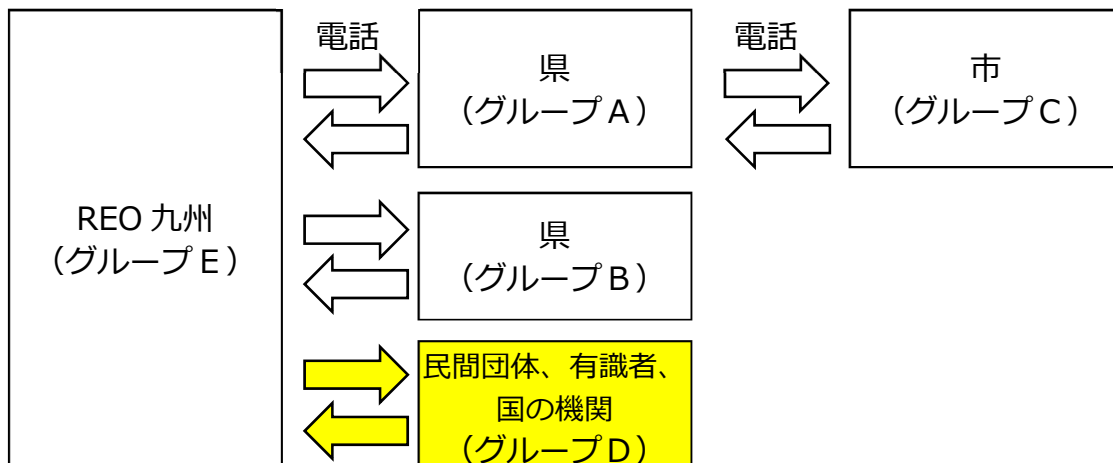 電話
電話
県
（グループA）
市
（グループC）
REO 九州
（グループE）
県
（グループB）
民間団体、有識者、
国の機関
（グループD）